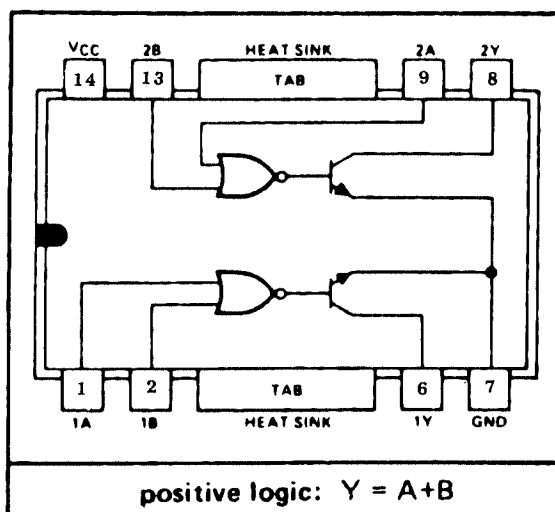 VCC 2B HEAT SINK 2A 2Y
14 13 TAB 9 8
1 2 TAB 6 7
1A 1B HEAT SINK 1Y GND
positive logic: Y = A+B